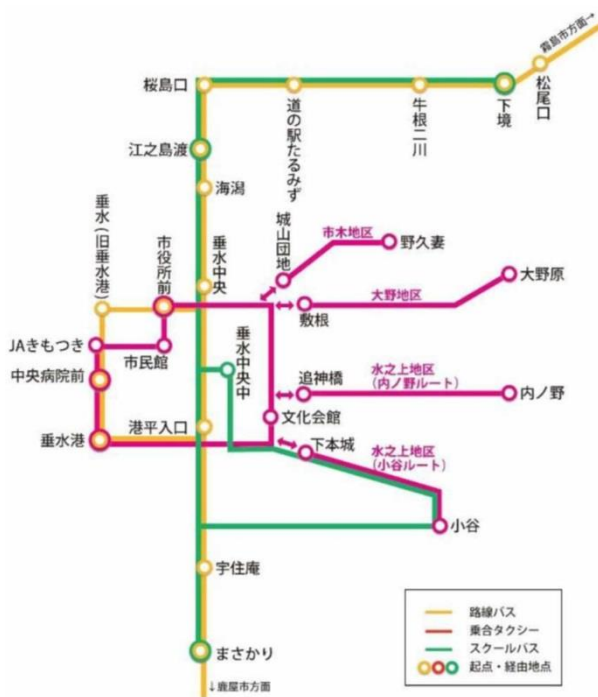 霧島市方面→
松尾口
桜島口
道の駅たるみず
牛根二川
下境
江之島渡
海潟
垂水(旧垂水港)
市役所前
垂水中央
城山団地
市木地区
野久妻
大野地区
大野原
敷根
JAきもつき
市民館
垂水中央中
中央病院前
追神橋
水之上地区
(内ノ野ルート)
内ノ野
文化会館
港平入口
垂水港
下本城
水之上地区
(小谷ルート)
小谷
宇住庵
まさかり
↓鹿屋市方面
路線バス
乗合タクシー
スクールバス
起点・経由地点